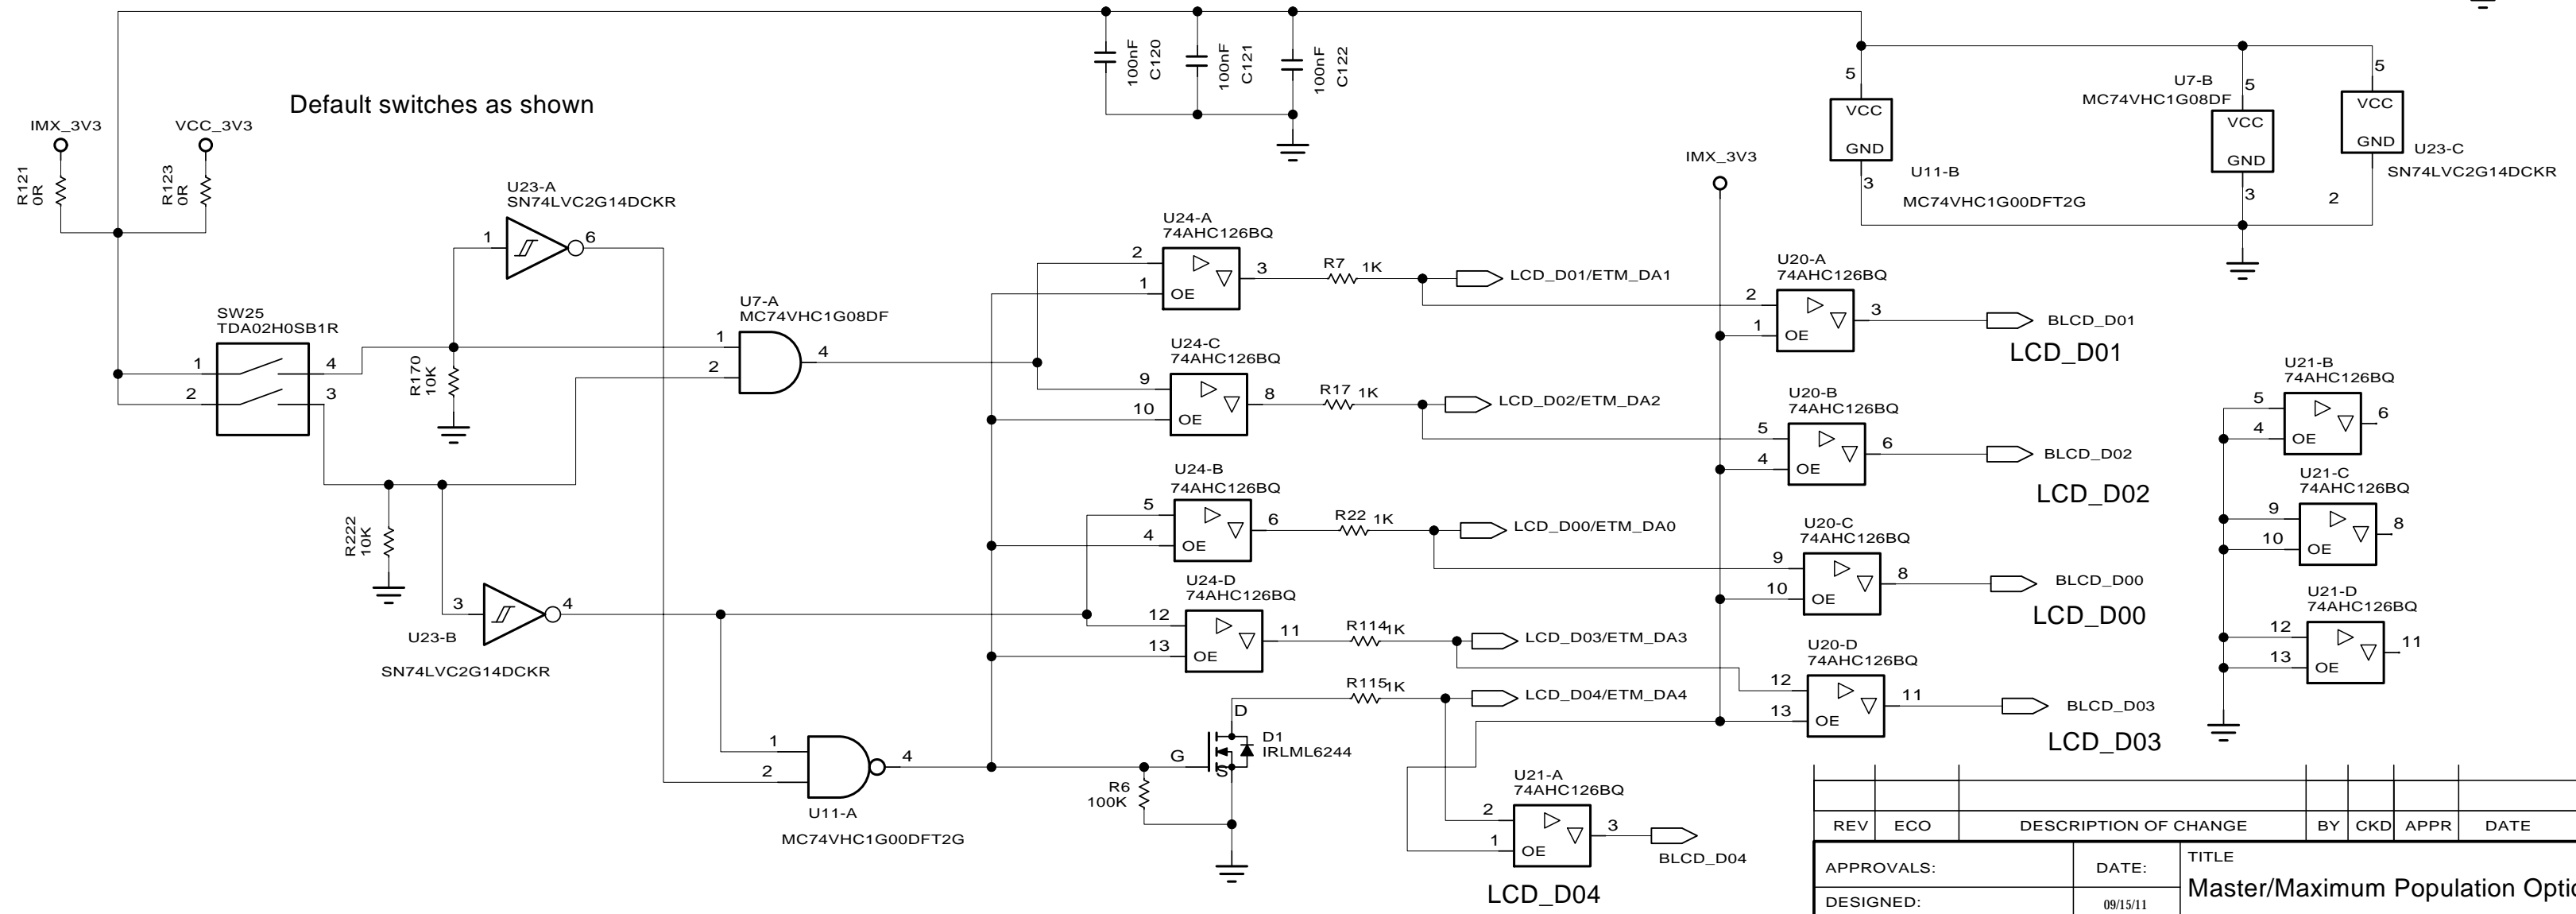 Default switches as shown
IMX_3V3
VCC_3V3
R121
0R
R123
0R
100nF
C120
100nF
C121
100nF
C122
5
VCC
GND
3
U11-B
MC74VHC1G00DFT2G
U7-B
MC74VHC1G08DF
5
VCC
GND
3
5
VCC
GND
2
U23-C
SN74LVC2G14DCKR
U23-A
SN74LVC2G14DCKR
1
6
SW25
TDA02H0SB1R
1
4
2
3
R170
10K
R222
10K
3
4
U23-B
SN74LVC2G14DCKR
U7-A
MC74VHC1G08DF
1
2
4
1
2
4
U11-A
MC74VHC1G00DFT2G
U24-A
74AHC126BQ
2
1
OE
3
R7
1K
LCD_D01/ETM_DA1
U24-C
74AHC126BQ
9
10
OE
8
R17
1K
LCD_D02/ETM_DA2
U24-B
74AHC126BQ
5
4
OE
6
R22
1K
LCD_D00/ETM_DA0
U24-D
74AHC126BQ
12
13
OE
11
R114
1K
LCD_D03/ETM_DA3
R115
1K
LCD_D04/ETM_DA4
D
G
S
D1
IRLML6244
R6
100K
IMX_3V3
U20-A
74AHC126BQ
2
1
OE
3
BLCD_D01
LCD_D01
U20-B
74AHC126BQ
5
4
OE
6
BLCD_D02
LCD_D02
U20-C
74AHC126BQ
9
10
OE
8
BLCD_D00
LCD_D00
U20-D
74AHC126BQ
12
13
OE
11
BLCD_D03
LCD_D03
U21-A
74AHC126BQ
2
1
OE
3
BLCD_D04
LCD_D04
U21-B
74AHC126BQ
5
4
OE
6
U21-C
74AHC126BQ
9
10
OE
8
U21-D
74AHC126BQ
12
13
OE
11
REV ECO DESCRIPTION OF CHANGE BY CKD APPR DATE
APPROVALS:
DATE:
TITLE
Master/Maximum Population Optio
DESIGNED:
09/15/11